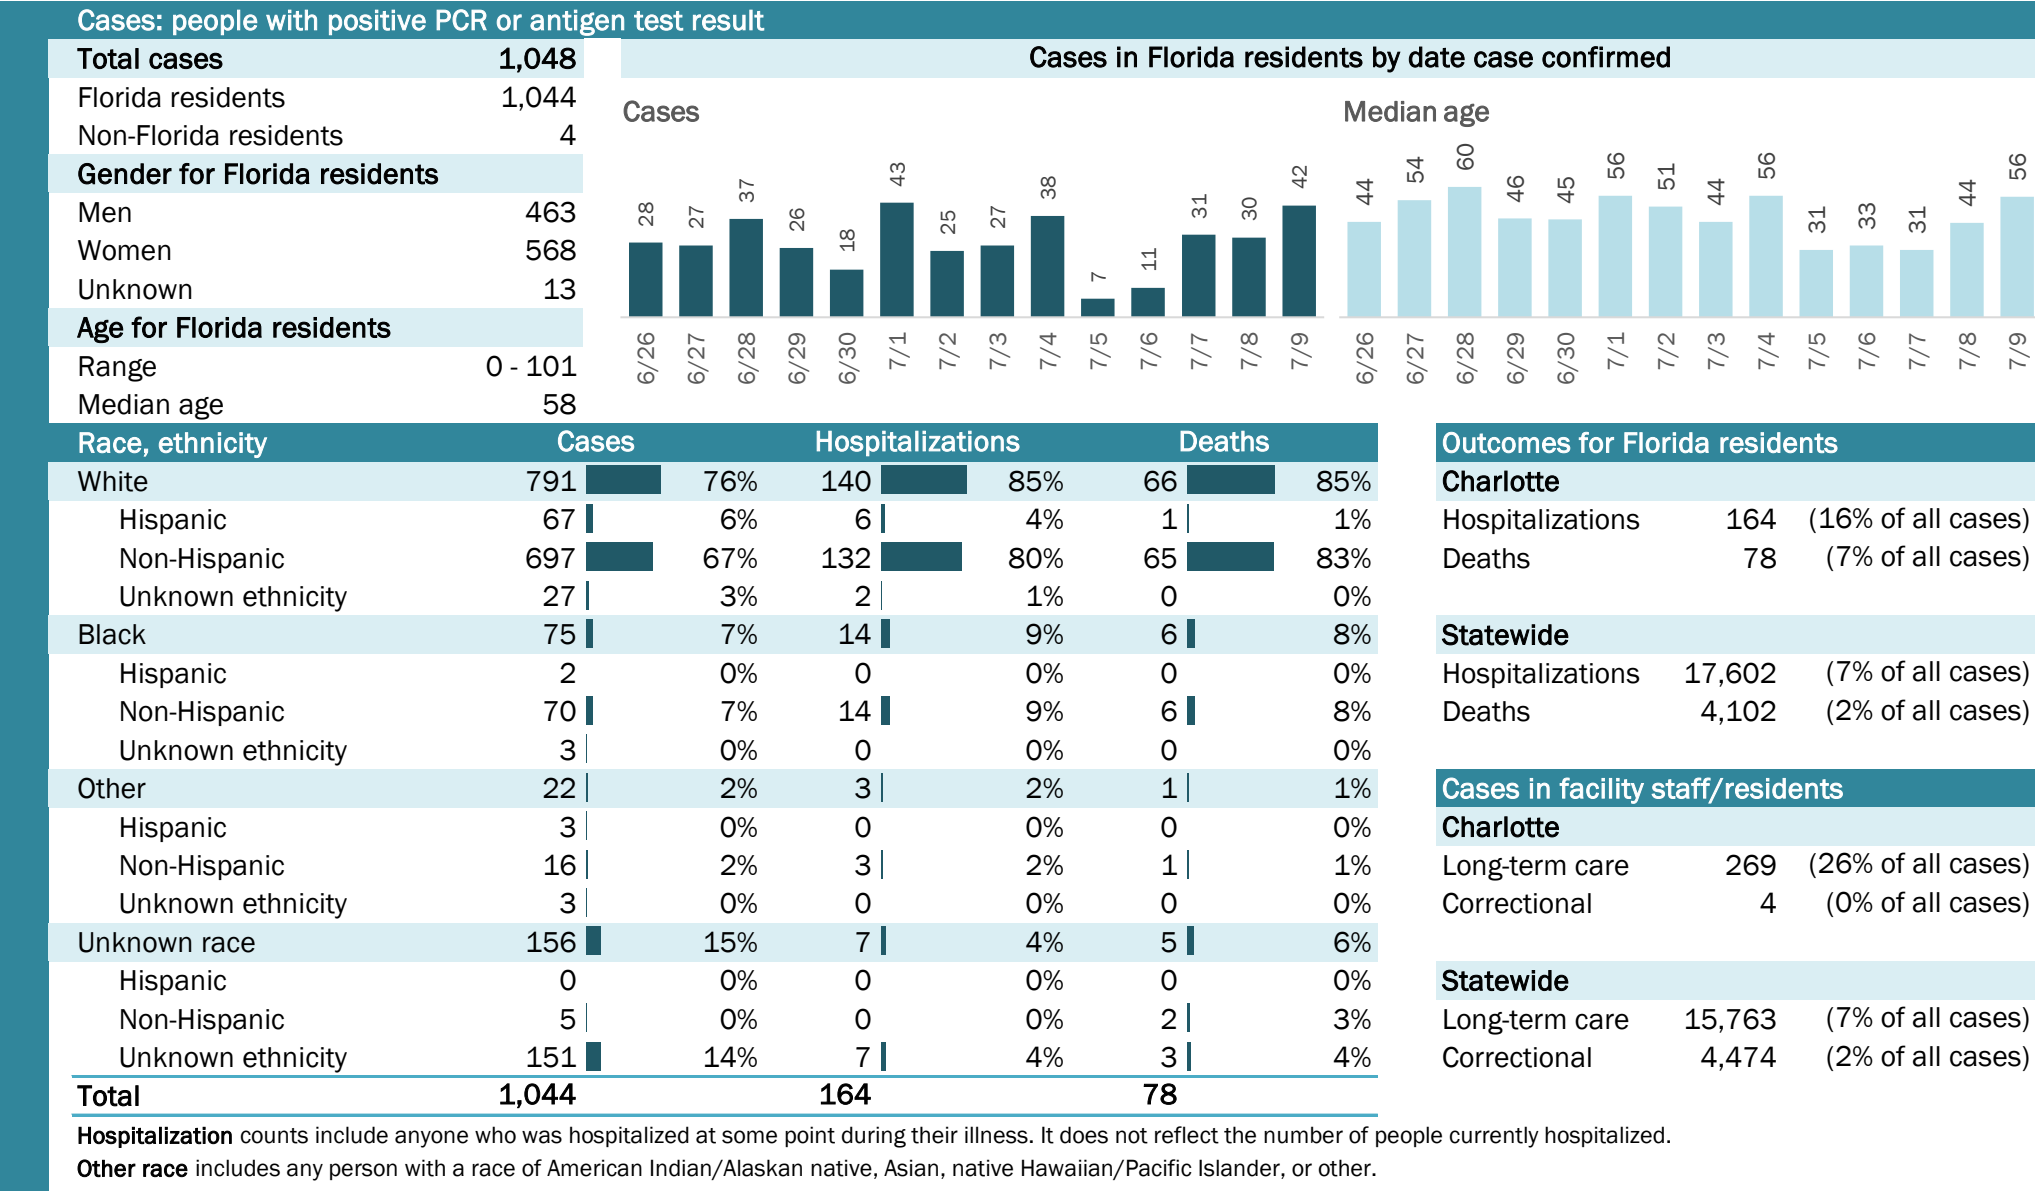 Cases: people with positive PCR or antigen test result
Total cases 1,048
Florida residents 1,044
Non-Florida residents 4
Gender for Florida residents
Men 463
Women 568
Unknown 13
Age for Florida residents
Range 0 - 101
Median age 58
Cases in Florida residents by date case confirmed
Cases
28 27 37 26 18 43 25 27 38 7 11 31 30 42
6/26 6/27 6/28 6/29 6/30 7/1 7/2 7/3 7/4 7/5 7/6 7/7 7/8 7/9
Median age
44 54 60 46 45 56 51 44 56 31 33 31 44 56
6/26 6/27 6/28 6/29 6/30 7/1 7/2 7/3 7/4 7/5 7/6 7/7 7/8 7/9
Race, ethnicity Cases Hospitalizations Deaths
White 791 76% 140 85% 66 85%
Hispanic 67 6% 6 4% 1 1%
Non-Hispanic 697 67% 132 80% 65 83%
Unknown ethnicity 27 3% 2 1% 0 0%
Black 75 7% 14 9% 6 8%
Hispanic 2 0% 0 0% 0 0%
Non-Hispanic 70 7% 14 9% 6 8%
Unknown ethnicity 3 0% 0 0% 0 0%
Other 22 2% 3 2% 1 1%
Hispanic 3 0% 0 0% 0 0%
Non-Hispanic 16 2% 3 2% 1 1%
Unknown ethnicity 3 0% 0 0% 0 0%
Unknown race 156 15% 7 4% 5 6%
Hispanic 0 0% 0 0% 0 0%
Non-Hispanic 5 0% 0 0% 2 3%
Unknown ethnicity 151 14% 7 4% 3 4%
Total 1,044 164 78
Outcomes for Florida residents
Charlotte
Hospitalizations 164 (16% of all cases)
Deaths 78 (7% of all cases)
Statewide
Hospitalizations 17,602 (7% of all cases)
Deaths 4,102 (2% of all cases)
Cases in facility staff/residents
Charlotte
Long-term care 269 (26% of all cases)
Correctional 4 (0% of all cases)
Statewide
Long-term care 15,763 (7% of all cases)
Correctional 4,474 (2% of all cases)
Hospitalization counts include anyone who was hospitalized at some point during their illness. It does not reflect the number of people currently hospitalized.
Other race includes any person with a race of American Indian/Alaskan native, Asian, native Hawaiian/Pacific Islander, or other.